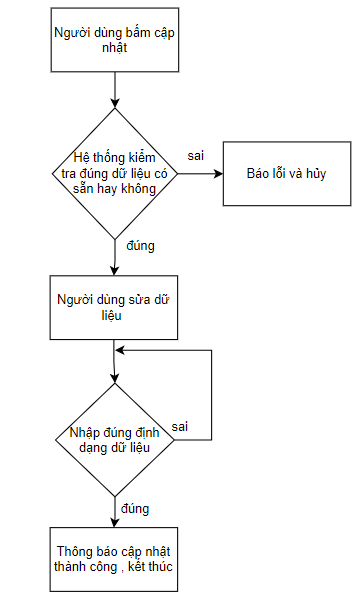 Người dùng bấm cập
nhật
Hệ thống kiểm
tra đúng dữ liệu có
sẵn hay không
sai
Báo lỗi và hủy
đúng
Người dùng sửa dữ
liệu
Nhập đúng định
dạng dữ liệu
sai
đúng
Thông báo cập nhật
thành công , kết thúc